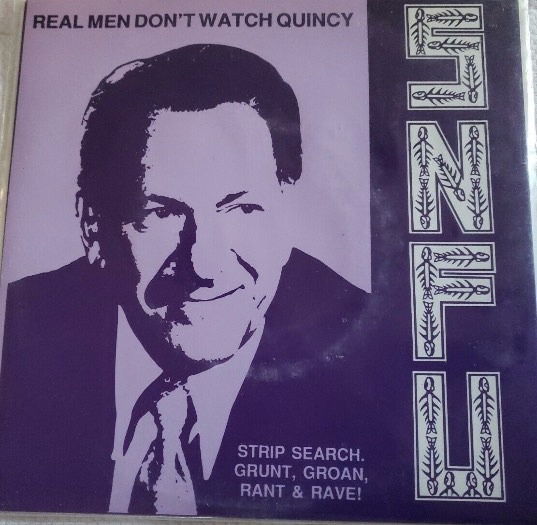 REAL MEN DON'T WATCH QUINCY
SNFU
STRIP SEARCH.
GRUNT, GROAN,
RANT & RAVE!